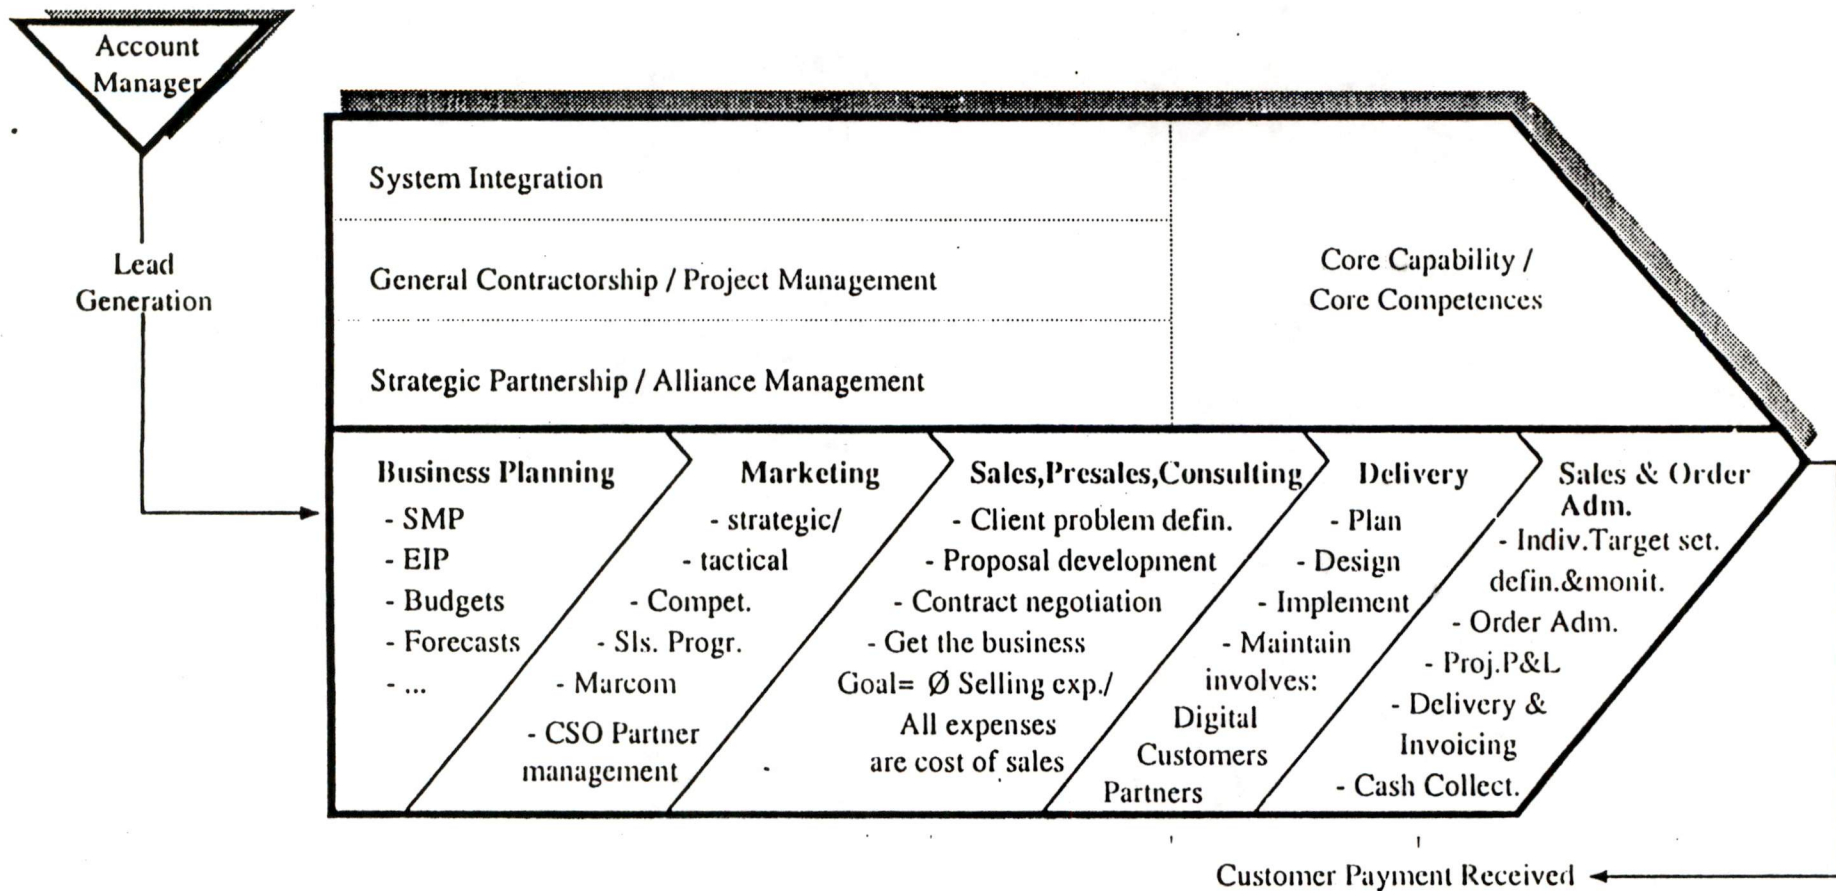 Account
Manager
Lead
Generation
System Integration
General Contractorship / Project Management
Strategic Partnership / Alliance Management
Core Capability /
Core Competences
Business Planning
- SMP
- EIP
- Budgets
- Forecasts
- ...
Marketing
- strategic/
- tactical
- Compet.
- Sls. Progr.
- Marcom
- CSO Partner
management
Sales,Presales,Consulting
- Client problem defin.
- Proposal development
- Contract negotiation
- Get the business
Goal= Ø Selling exp./
All expenses
are cost of sales
Delivery
- Plan
- Design
- Implement
- Maintain
involves:
Digital
Customers
Partners
Sales & Order
Adm.
- Indiv.Target set.
defin.&monit.
- Order Adm.
- Proj.P&L
- Delivery &
Invoicing
- Cash Collect.
Customer Payment Received